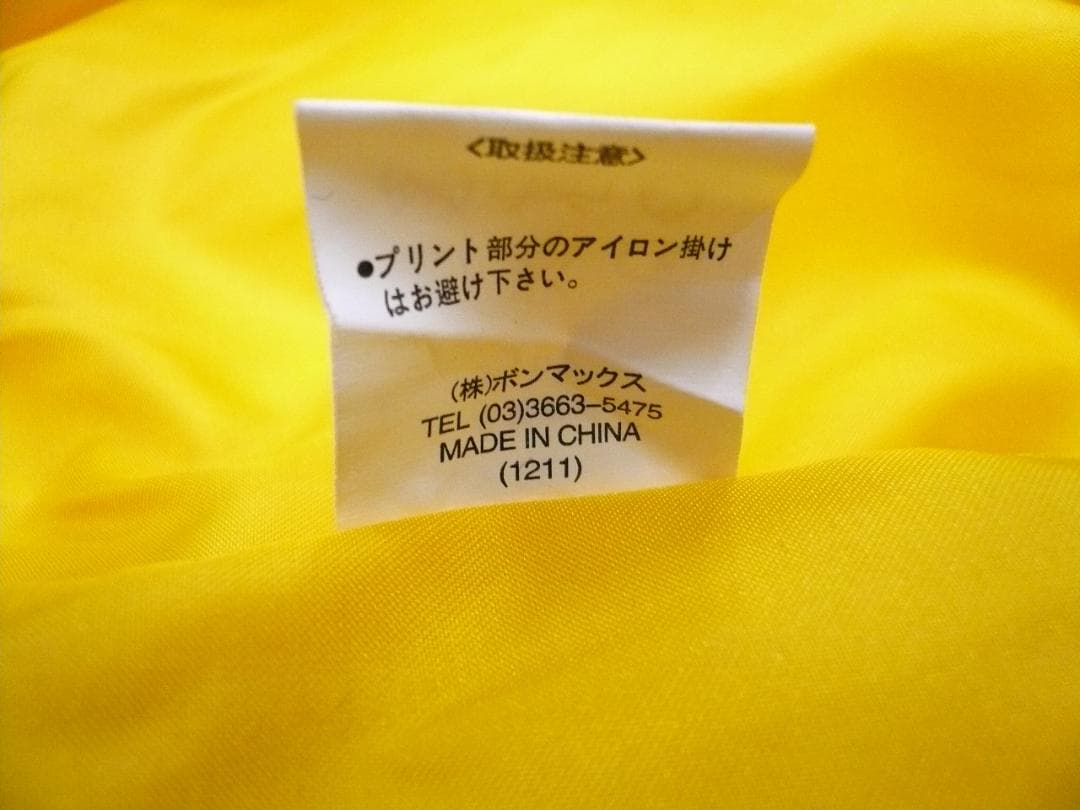 <取扱注意>
●プリント部分のアイロン掛け
はお避け下さい。
(株)ボンマックス
TEL (03)3663-5475
MADE IN CHINA
(1211)